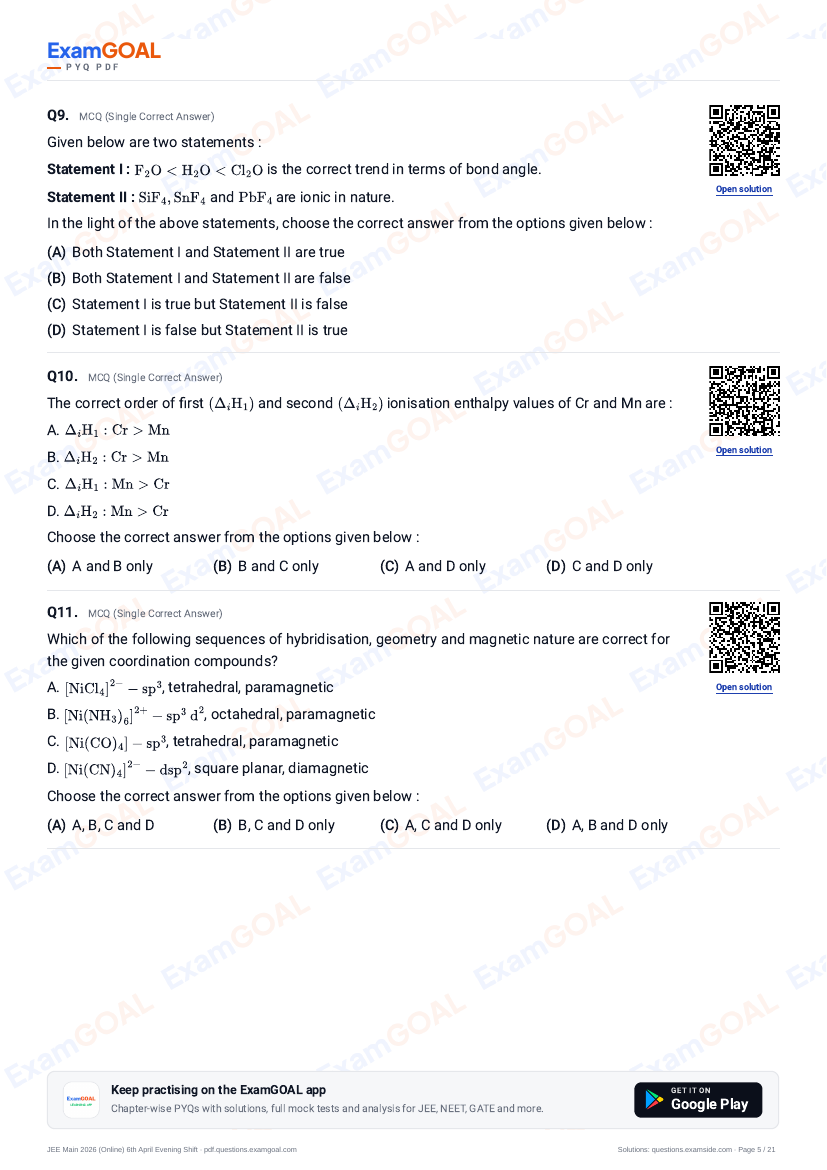 ExamGOAL
PYQ PDF
Q9. MCQ (Single Correct Answer)
Given below are two statements :
Statement I : F₂O < H₂O < Cl₂O is the correct trend in terms of bond angle.
Statement II : SiF₄, SnF₄ and PbF₄ are ionic in nature.
Open solution
In the light of the above statements, choose the correct answer from the options given below :
(A) Both Statement I and Statement II are true
(B) Both Statement I and Statement II are false
(C) Statement I is true but Statement II is false
(D) Statement I is false but Statement II is true
Q10. MCQ (Single Correct Answer)
The correct order of first (ΔᵢH₁) and second (ΔᵢH₂) ionisation enthalpy values of Cr and Mn are :
A. ΔᵢH₁ : Cr > Mn
Open solution
B. ΔᵢH₂ : Cr > Mn
C. ΔᵢH₁ : Mn > Cr
D. ΔᵢH₂ : Mn > Cr
Choose the correct answer from the options given below :
(A) A and B only (B) B and C only (C) A and D only (D) C and D only
Q11. MCQ (Single Correct Answer)
Which of the following sequences of hybridisation, geometry and magnetic nature are correct for
the given coordination compounds?
A. [NiCl₄]²⁻ − sp³, tetrahedral, paramagnetic
Open solution
B. [Ni(NH₃)₆]²⁺ − sp³ d², octahedral, paramagnetic
C. [Ni(CO)₄] − sp³, tetrahedral, paramagnetic
D. [Ni(CN)₄]²⁻ − dsp², square planar, diamagnetic
Choose the correct answer from the options given below :
(A) A, B, C and D (B) B, C and D only (C) A, C and D only (D) A, B and D only
ExamGOAL
Keep practising on the ExamGOAL app
Chapter-wise PYQs with solutions, full mock tests and analysis for JEE, NEET, GATE and more.
GET IT ON
Google Play
JEE Main 2026 (Online) 6th April Evening Shift · pdf.questions.examgoal.com
Solutions: questions.examside.com · Page 5 / 21